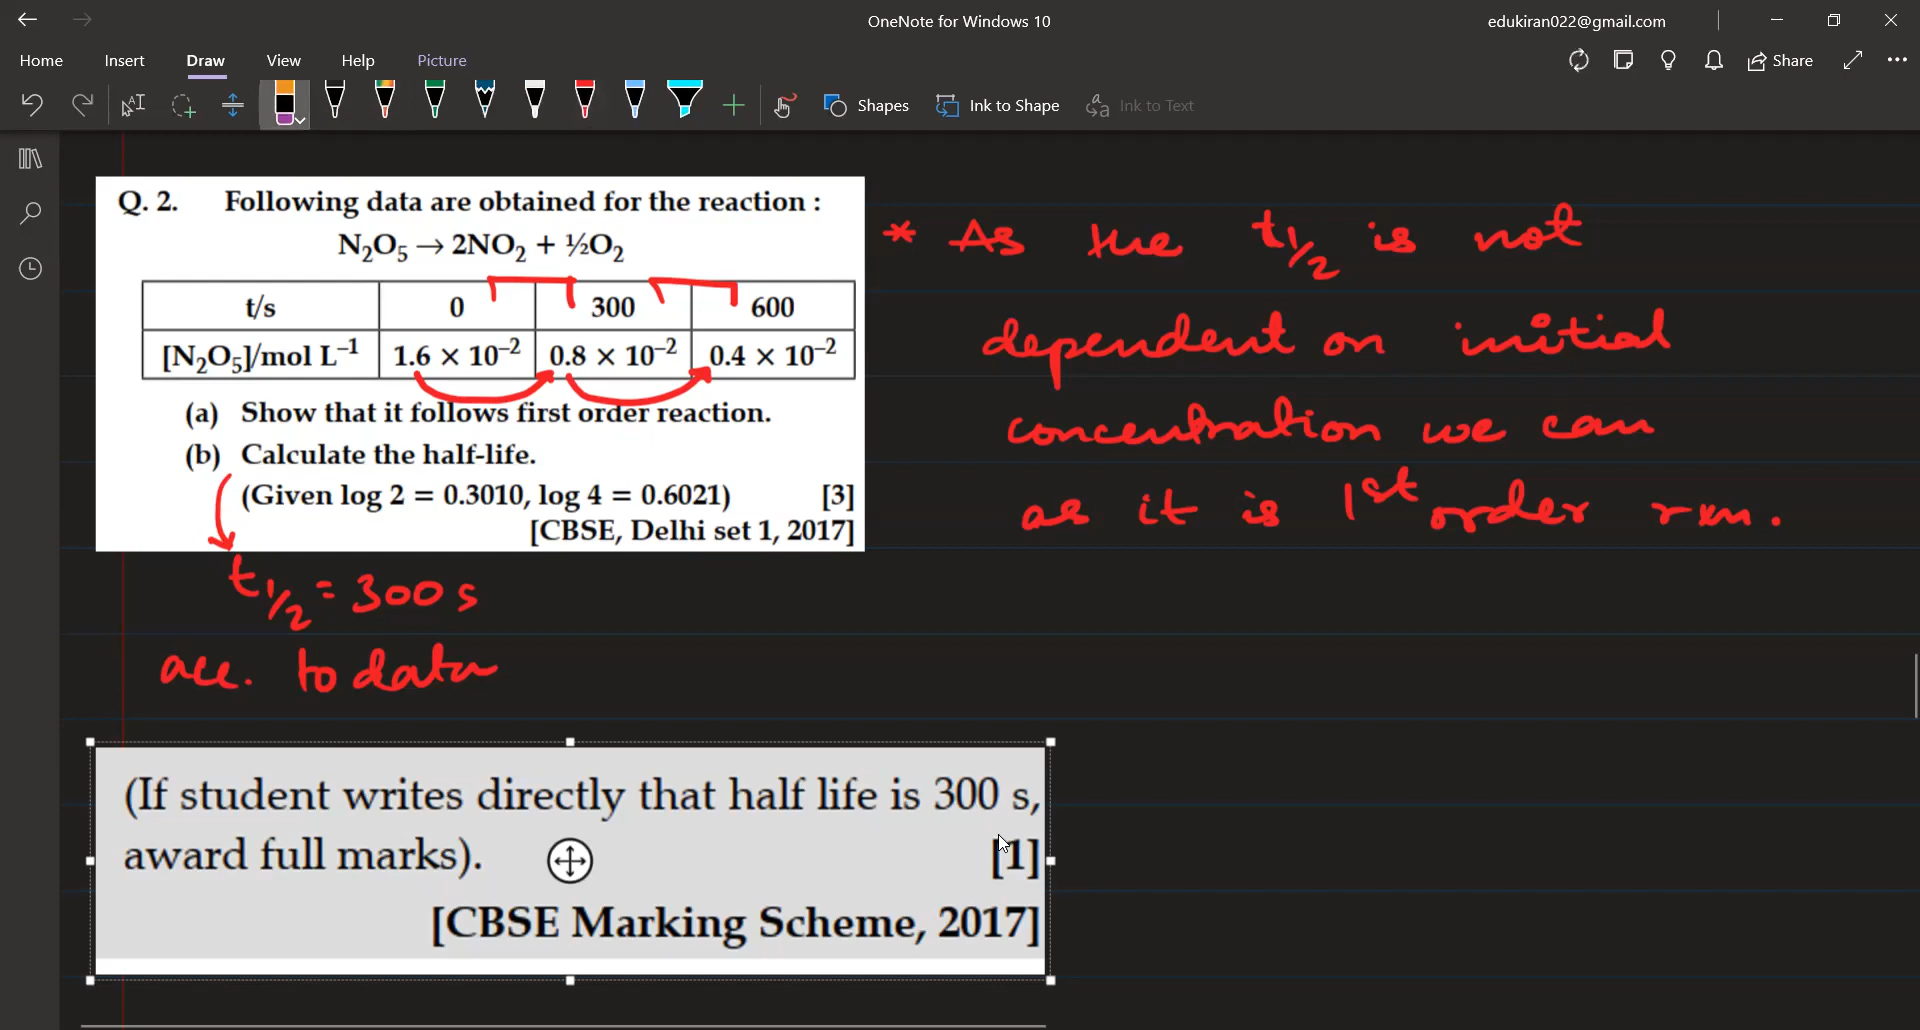 OneNote for Windows 10
edukiran022@gmail.com
Home Insert Draw View Help Picture
Share
Shapes Ink to Shape Ink to Text
Q. 2. Following data are obtained for the reaction :
N₂O₅ → 2NO₂ + ½O₂
t/s 0 300 600
[N₂O₅]/mol L⁻¹ 1.6 × 10⁻² 0.8 × 10⁻² 0.4 × 10⁻²
(a) Show that it follows first order reaction.
(b) Calculate the half-life.
(Given log 2 = 0.3010, log 4 = 0.6021) [3]
[CBSE, Delhi set 1, 2017]
* As the t½ is not
dependent on initial
concentration we can
as it is 1st order rxn.
t½ = 300 s
acc. to data
(If student writes directly that half life is 300 s,
award full marks). [1]
[CBSE Marking Scheme, 2017]